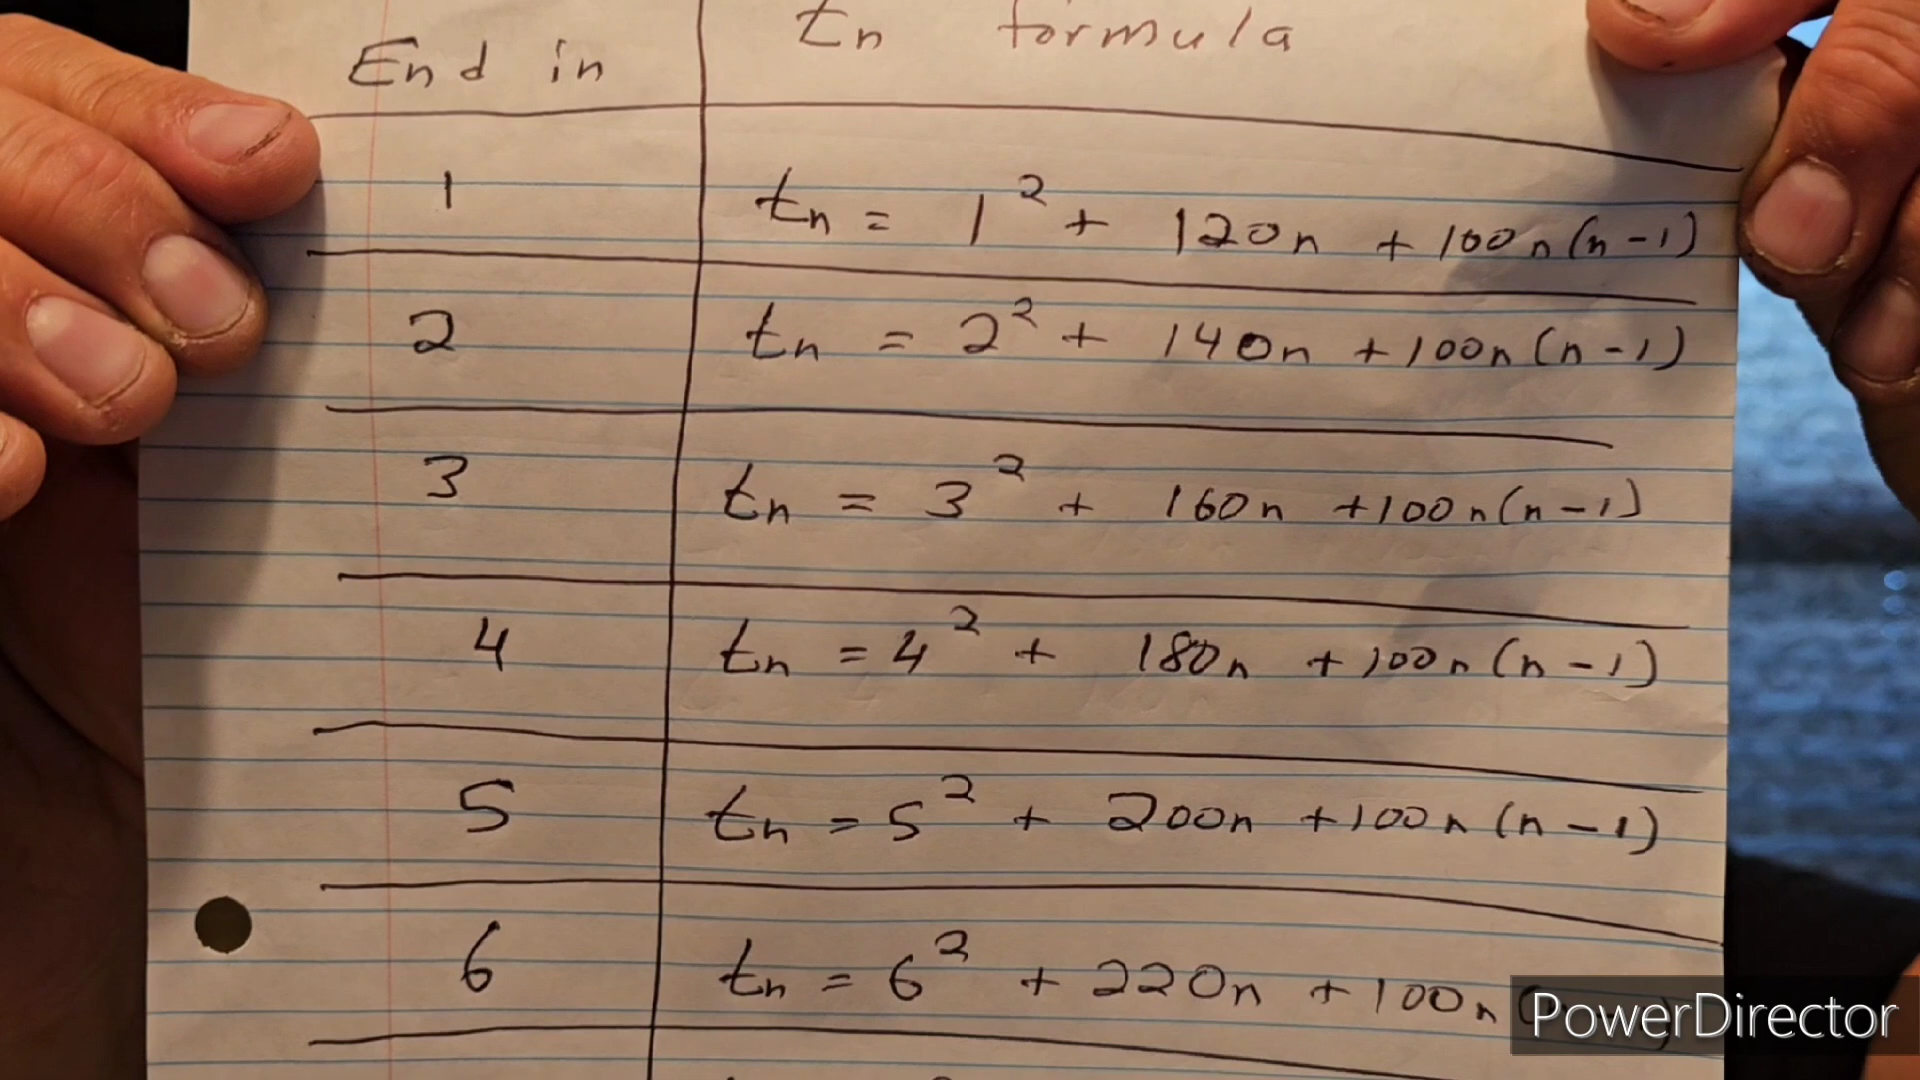 End in tn formula
1 tn = 1² + 120n + 100n(n-1)
2 tn = 2² + 140n + 100n(n-1)
3 tn = 3² + 160n + 100n(n-1)
4 tn = 4² + 180n + 100n(n-1)
5 tn = 5² + 200n + 100n(n-1)
6 tn = 6² + 220n + 100n(
PowerDirector